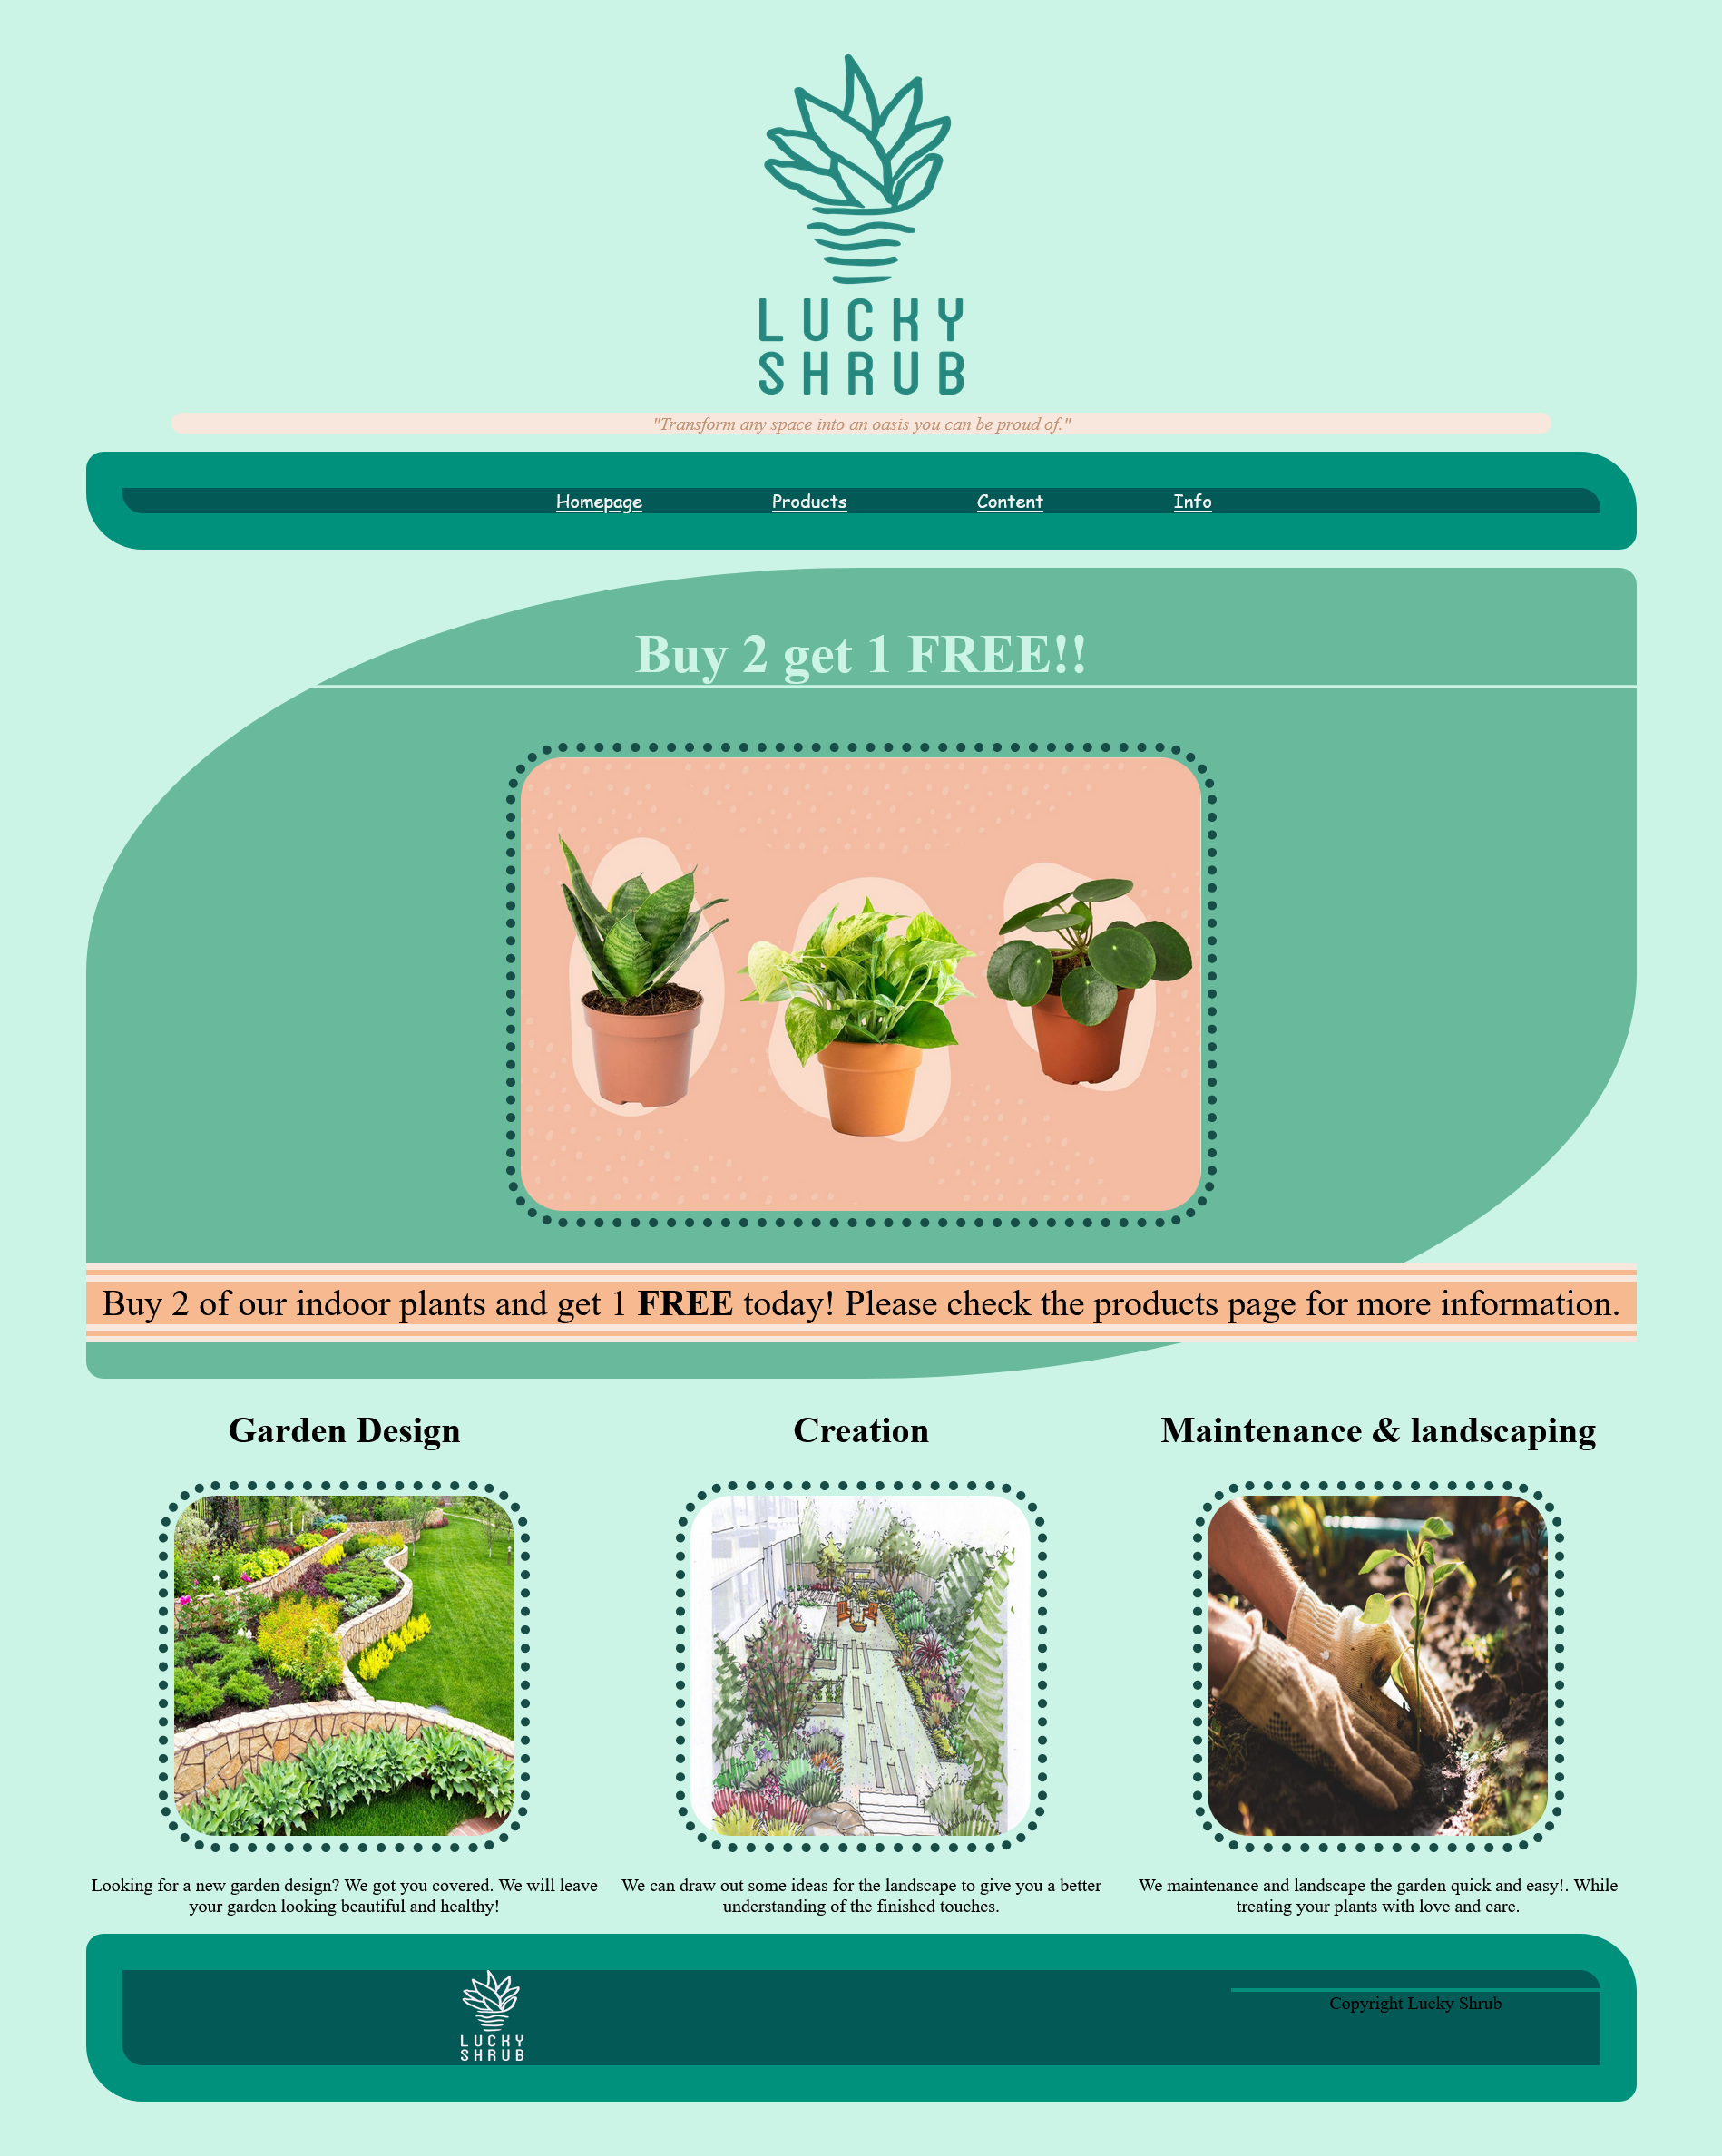 LUCKY
SHRUB
"Transform any space into an oasis you can be proud of."
Homepage Products Content Info
Buy 2 get 1 FREE!!
Buy 2 of our indoor plants and get 1 FREE today! Please check the products page for more information.
Garden Design
Creation
Maintenance & landscaping
Looking for a new garden design? We got you covered. We will leave
your garden looking beautiful and healthy!
We can draw out some ideas for the landscape to give you a better
understanding of the finished touches.
We maintenance and landscape the garden quick and easy!. While
treating your plants with love and care.
LUCKY
SHRUB
Copyright Lucky Shrub